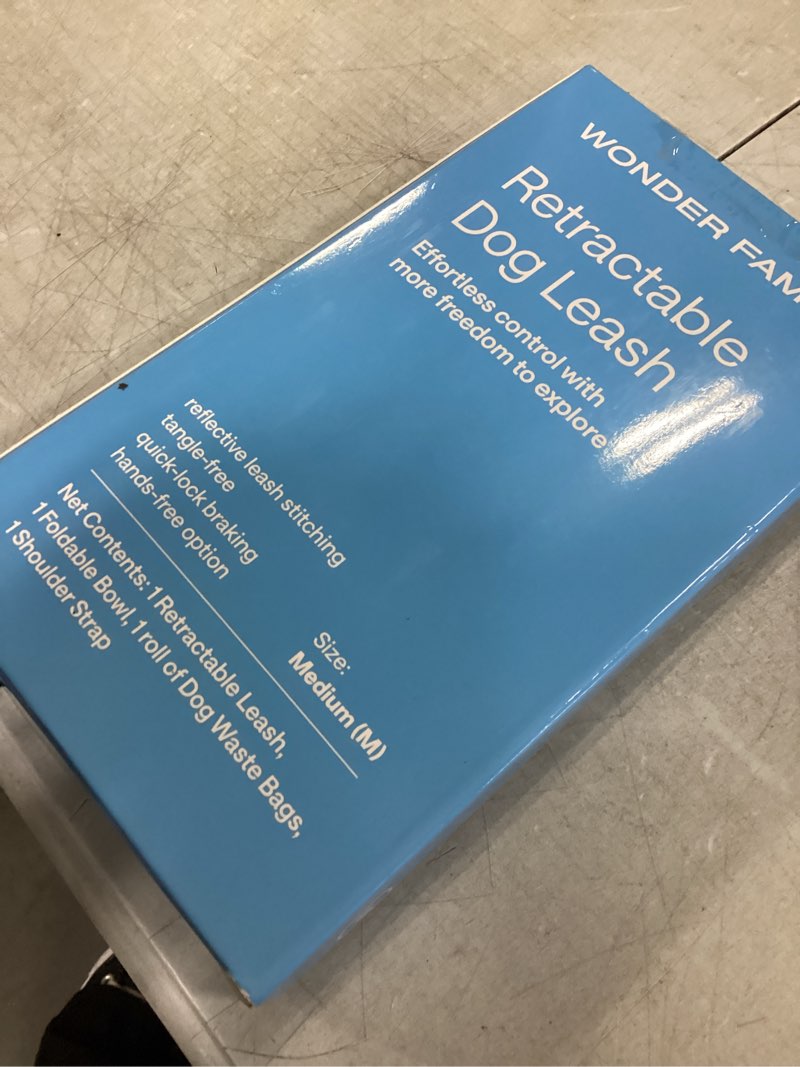 WONDER FAM
Retractable
Dog Leash
Effortless control with
more freedom to explore
reflective leash stitching
tangle-free
quick-lock braking
hands-free option
Size:
Medium (M)
Net Contents: 1 Retractable Leash,
1 Foldable Bowl, 1 roll of Dog Waste Bags,
1 Shoulder Strap